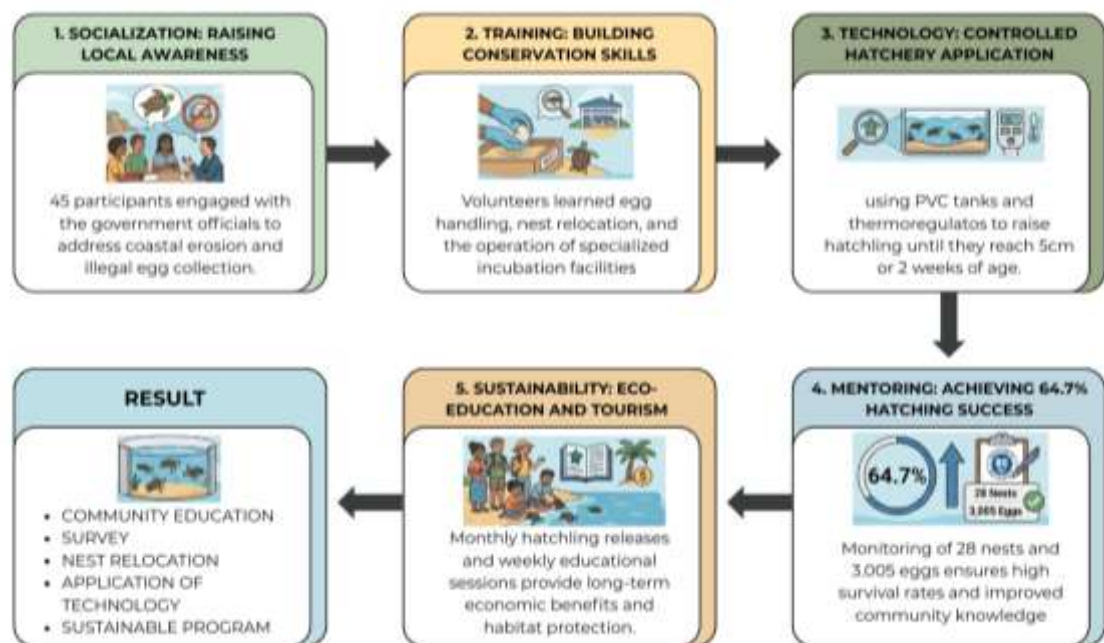 1. SOCIALIZATION: RAISING
LOCAL AWARENESS
45 participants engaged with
the government officials to
address coastal erosion and
illegal egg collection.
2. TRAINING: BUILDING
CONSERVATION SKILLS
Volunteers learned egg
handling, nest relocation, and
the operation of specialized
incubation facilities
3. TECHNOLOGY: CONTROLLED
HATCHERY APPLICATION
using PVC tanks and
thermoregulatos to raise
hatchling until they reach 5cm
or 2 weeks of age.
4. MENTORING: ACHIEVING 64.7%
HATCHING SUCCESS
64.7%
28 Nests
3,005 Eggs
Monitoring of 28 nests and
3.005 eggs ensures high
survival rates and improved
community knowledge
5. SUSTAINABILITY: ECO-
EDUCATION AND TOURISM
Monthly hatchling releases
and weekly educational
sessions provide long-term
economic benefits and
habitat protection.
RESULT
• COMMUNITY EDUCATION
• SURVEY
• NEST RELOCATION
• APPLICATION OF
TECHNOLOGY
• SUSTAINABLE PROGRAM